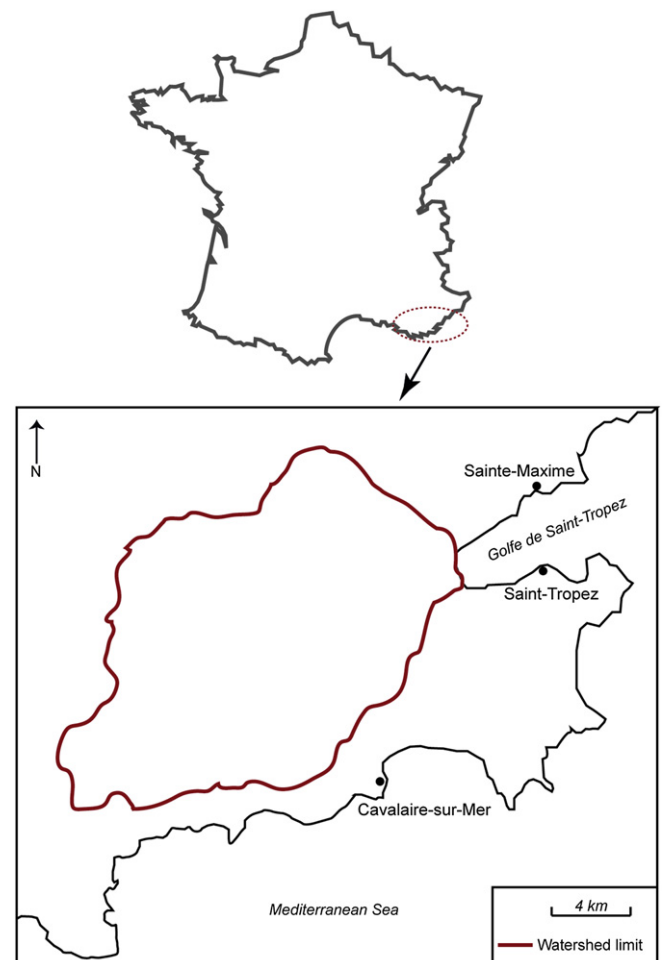 N
Sainte-Maxime
Golfe de Saint-Tropez
Saint-Tropez
Cavalaire-sur-Mer
Mediterranean Sea
4 km
Watershed limit